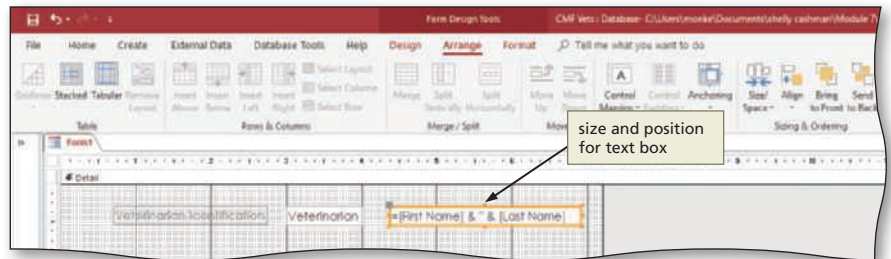 Form Design Tools
CMF Vets : Database- C:\Users\monke\Documents\shelly cashman\Module 7\
File Home Create External Data Database Tools Help Design Arrange Format Tell me what you want to do
Gridlines Stacked Tabular Remove Layout
Insert Above Insert Below Insert Left Insert Right Select Layout Select Column Select Row
Merge Split Vertically Split Horizontally
Move Up Move Down Control Margins Control Padding Anchoring
Size/ Space Align Bring to Front Send to Back
Table Rows & Columns Merge / Split Move Sizing & Ordering
size and position
for text box
Form1
Detail
Veterinarian Identification Veterinarian =[First Name] & '' & [Last Name]